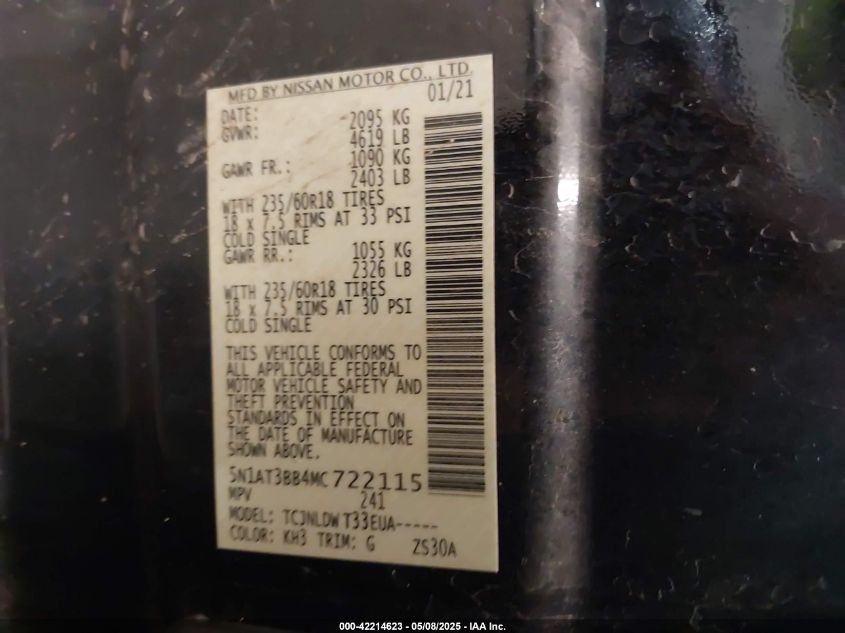 MFD BY NISSAN MOTOR CO., LTD.
DATE: 01/21
GVWR: 2095 KG
4619 LB
GAWR FR.: 1090 KG
2403 LB
WITH 235/60R18 TIRES
18 x 7.5 RIMS AT 33 PSI
COLD SINGLE
GAWR RR.: 1055 KG
2326 LB
WITH 235/60R18 TIRES
18 x 7.5 RIMS AT 30 PSI
COLD SINGLE
THIS VEHICLE CONFORMS TO
ALL APPLICABLE FEDERAL
MOTOR VEHICLE SAFETY AND
THEFT PREVENTION
STANDARDS IN EFFECT ON
THE DATE OF MANUFACTURE
SHOWN ABOVE.
5N1AT3BB4MC722115
MPV 241
MODEL: TCJNLDW T33EUA-----
COLOR: KH3 TRIM: G ZS30A
000-42214623 - 05/08/2025 - IAA Inc.